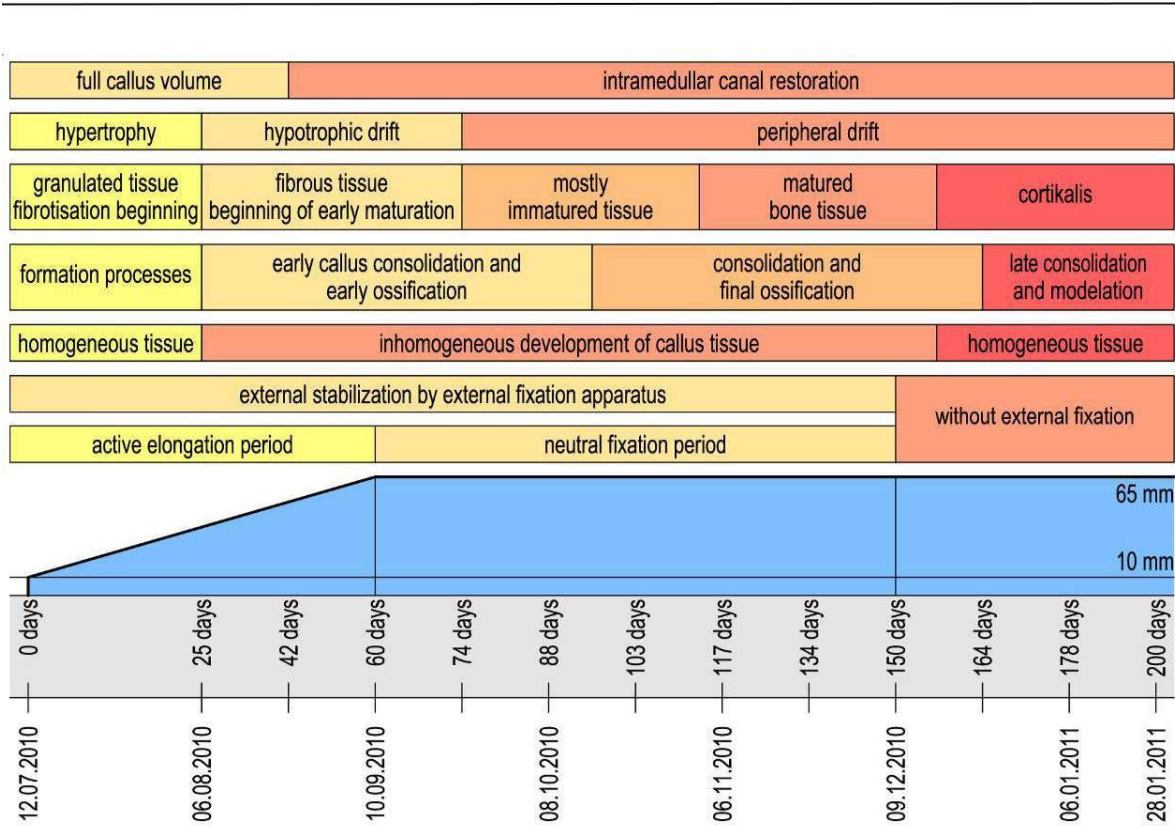 full callus volume
intramedullar canal restoration
hypertrophy
hypotrophic drift
peripheral drift
granulated tissue
fibrotisation beginning
fibrous tissue
beginning of early maturation
mostly
immatured tissue
matured
bone tissue
cortikalis
formation processes
early callus consolidation and
early ossification
consolidation and
final ossification
late consolidation
and modelation
homogeneous tissue
inhomogeneous development of callus tissue
homogeneous tissue
external stabilization by external fixation apparatus
without external fixation
active elongation period
neutral fixation period
65 mm
10 mm
0 days
25 days
42 days
60 days
74 days
88 days
103 days
117 days
134 days
150 days
164 days
178 days
200 days
12.07.2010
06.08.2010
10.09.2010
08.10.2010
06.11.2010
09.12.2010
06.01.2011
28.01.2011